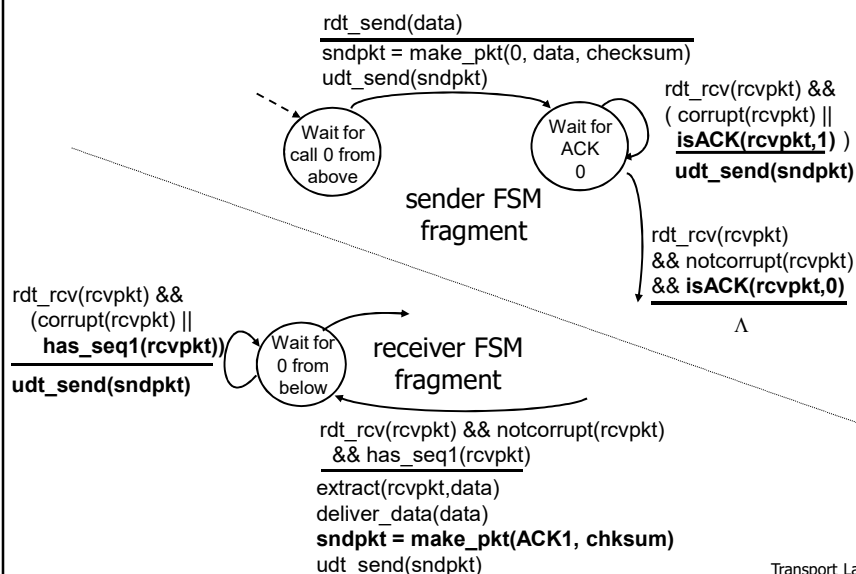 rdt_send(data)
sndpkt = make_pkt(0, data, checksum)
udt_send(sndpkt)
Wait for
call 0 from
above
Wait for
ACK
0
rdt_rcv(rcvpkt) &&
( corrupt(rcvpkt) ||
isACK(rcvpkt,1) )
udt_send(sndpkt)
sender FSM
fragment
rdt_rcv(rcvpkt)
&& notcorrupt(rcvpkt)
&& isACK(rcvpkt,0)
Λ
rdt_rcv(rcvpkt) &&
(corrupt(rcvpkt) ||
has_seq1(rcvpkt))
udt_send(sndpkt)
Wait for
0 from
below
receiver FSM
fragment
rdt_rcv(rcvpkt) && notcorrupt(rcvpkt)
&& has_seq1(rcvpkt)
extract(rcvpkt,data)
deliver_data(data)
sndpkt = make_pkt(ACK1, chksum)
udt_send(sndpkt)
Transport